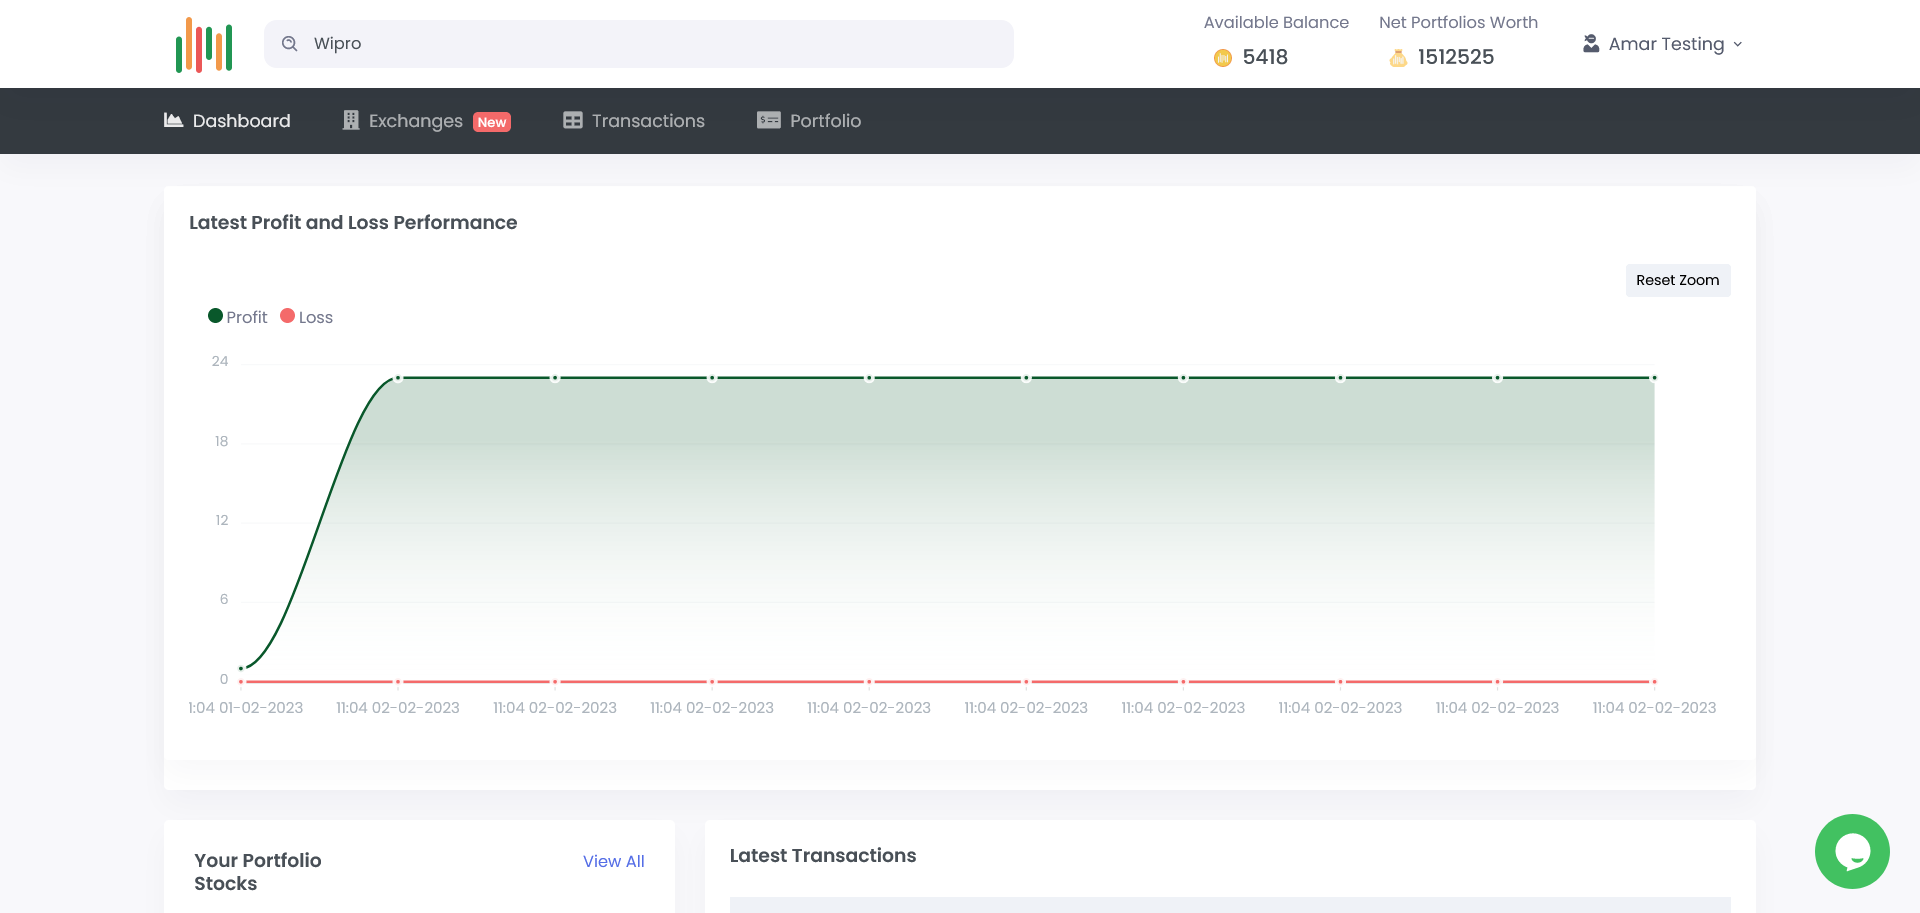 Wipro
Available Balance
5418
Net Portfolios Worth
1512525
Amar Testing
Dashboard
Exchanges New
Transactions
Portfolio
Latest Profit and Loss Performance
Reset Zoom
Profit Loss
24
18
12
6
0
1:04 01-02-2023 11:04 02-02-2023 11:04 02-02-2023 11:04 02-02-2023 11:04 02-02-2023 11:04 02-02-2023 11:04 02-02-2023 11:04 02-02-2023 11:04 02-02-2023 11:04 02-02-2023
Your Portfolio
Stocks
View All
Latest Transactions